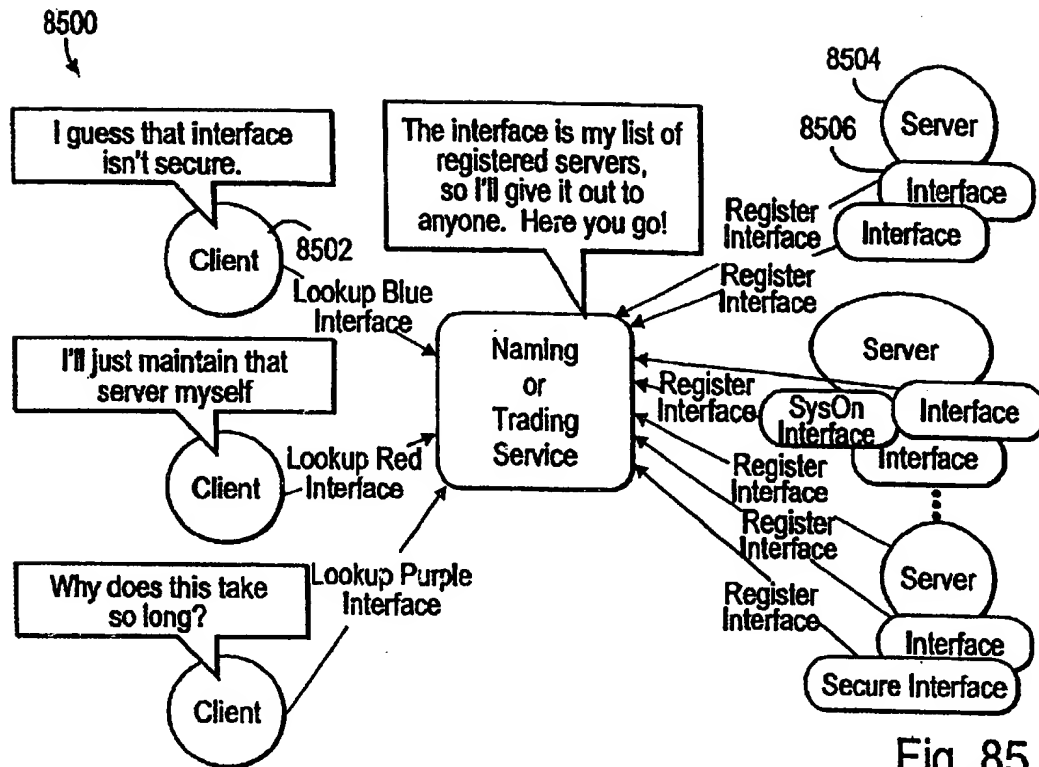 8500
I guess that interface
isn't secure.
Client
8502
Lookup Blue
Interface
I'll just maintain that
server myself
Client
Lookup Red
Interface
Why does this take
so long?
Client
Lookup Purple
Interface
The interface is my list of
registered servers,
so I'll give it out to
anyone. Here you go!
Naming
or
Trading
Service
8504
Server
8506
Interface
Interface
Register
Interface
Register
Interface
Server
Register
Interface
SysOn
Interface
Interface
Interface
Register
Interface
Register
Interface
Server
Register
Interface
Interface
Secure Interface
Fig. 85